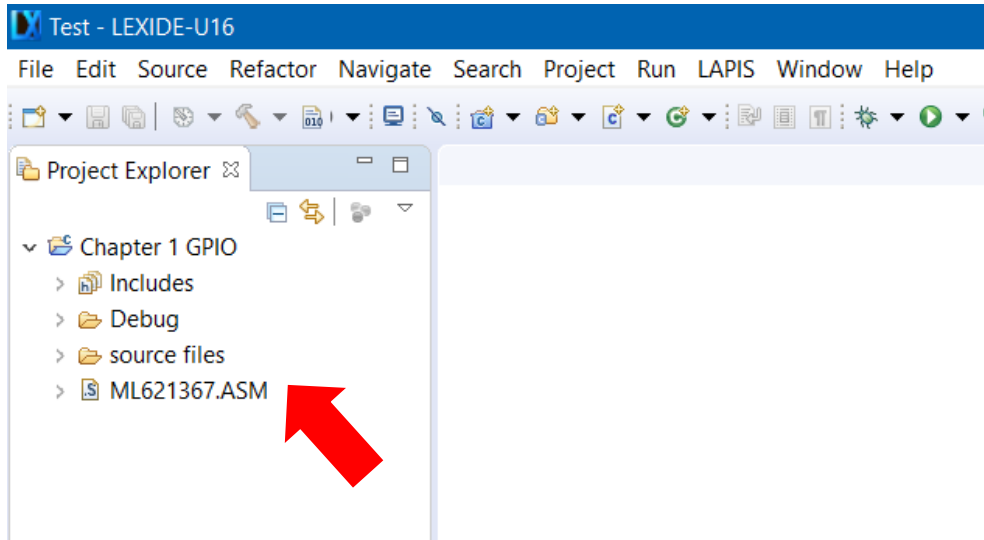 Test - LEXIDE-U16
File Edit Source Refactor Navigate Search Project Run LAPIS Window Help
Project Explorer
Chapter 1 GPIO
Includes
Debug
source files
ML621367.ASM